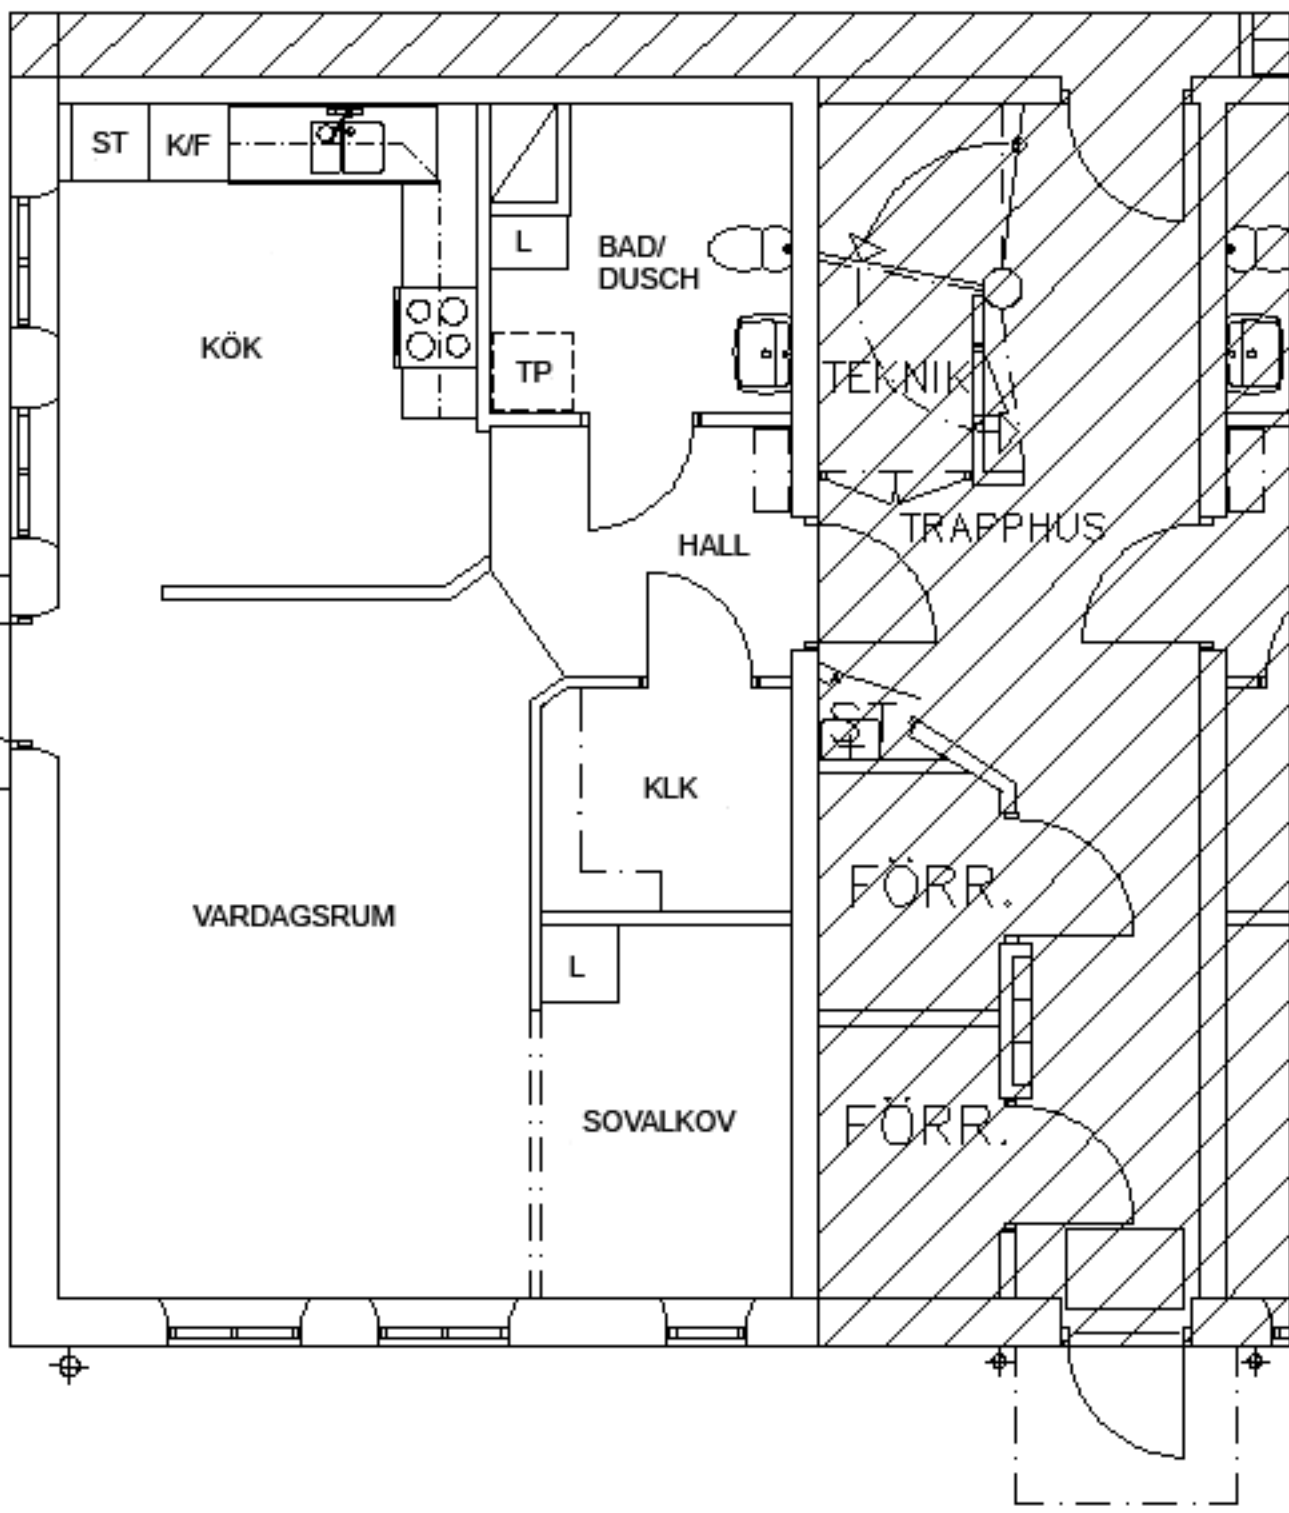 ST
K/F
L
BAD/
DUSCH
KÖK
TP
TEKNIK
TRAPPHUS
HALL
ST
KLK
FÖRR.
VARDAGSRUM
L
SOVALKOV
FÖRR.